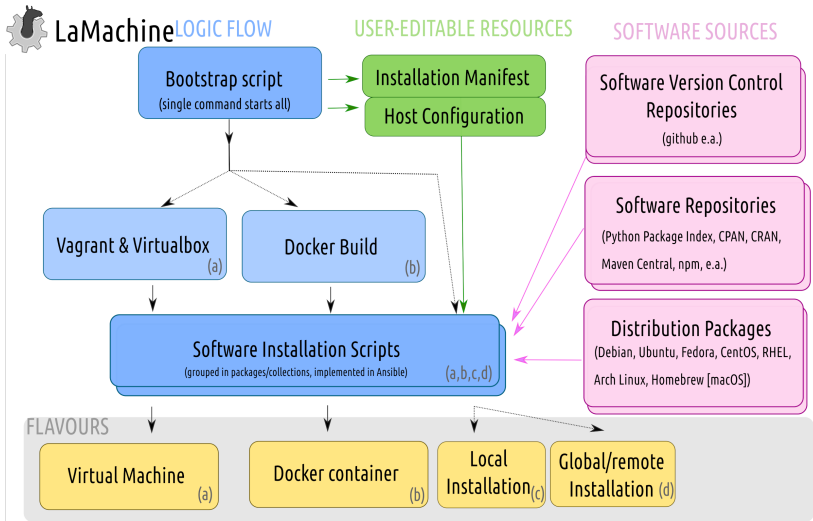 LaMachine
LOGIC FLOW
USER-EDITABLE RESOURCES
SOFTWARE SOURCES
Bootstrap script
(single command starts all)
Installation Manifest
Host Configuration
Software Version Control
Repositories
(github e.a.)
Software Repositories
(Python Package Index, CPAN, CRAN,
Maven Central, npm, e.a.)
Vagrant & Virtualbox
(a)
Docker Build
(b)
Distribution Packages
(Debian, Ubuntu, Fedora, CentOS, RHEL,
Arch Linux, Homebrew [macOS])
Software Installation Scripts
(grouped in packages/collections, implemented in Ansible)
(a,b,c,d)
FLAVOURS
Virtual Machine
(a)
Docker container
(b)
Local
Installation
(c)
Global/remote
Installation
(d)